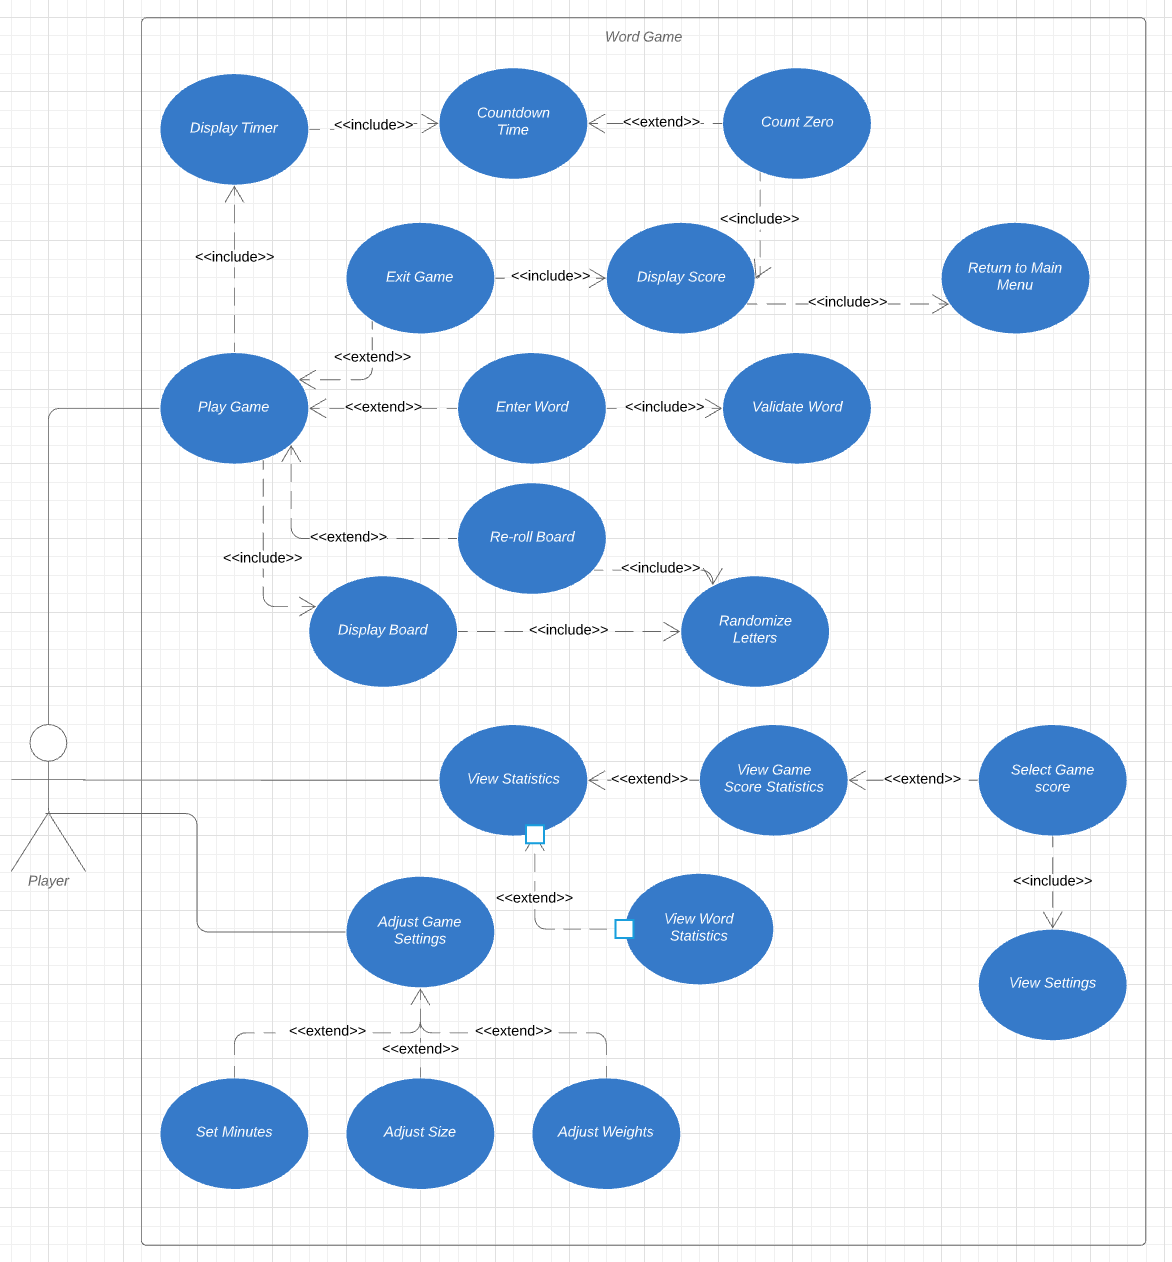 Word Game
Display Timer
<<include>>
Countdown
Time
<<extend>>
Count Zero
<<include>>
<<include>>
Exit Game
<<include>>
Display Score
<<include>>
Return to Main
Menu
<<extend>>
Play Game
<<extend>>
Enter Word
<<include>>
Validate Word
<<extend>>
Re-roll Board
<<include>>
<<include>>
Display Board
<<include>>
Randomize
Letters
View Statistics
<<extend>>
View Game
Score Statistics
<<extend>>
Select Game
score
Player
<<include>>
<<extend>>
Adjust Game
Settings
View Word
Statistics
View Settings
<<extend>>
<<extend>>
<<extend>>
Set Minutes
Adjust Size
Adjust Weights